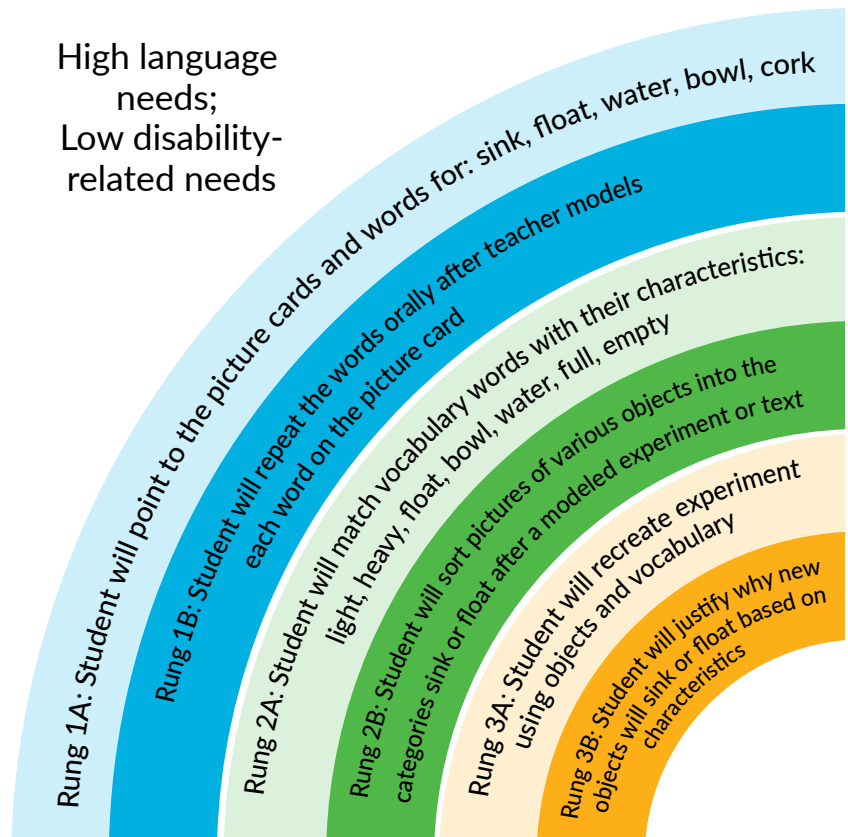 High language
needs;
Low disability-
related needs
Rung 1A: Student will point to the picture cards and words for: sink, float, water, bowl, cork
Rung 1B: Student will repeat the words orally after teacher models
each word on the picture card
Rung 2A: Student will match vocabulary words with their characteristics:
light, heavy, float, bowl, water, full, empty
Rung 2B: Student will sort pictures of various objects into the
categories sink or float after a modeled experiment or text
Rung 3A: Student will recreate experiment
using objects and vocabulary
Rung 3B: Student will justify why new
objects will sink or float based on
characteristics